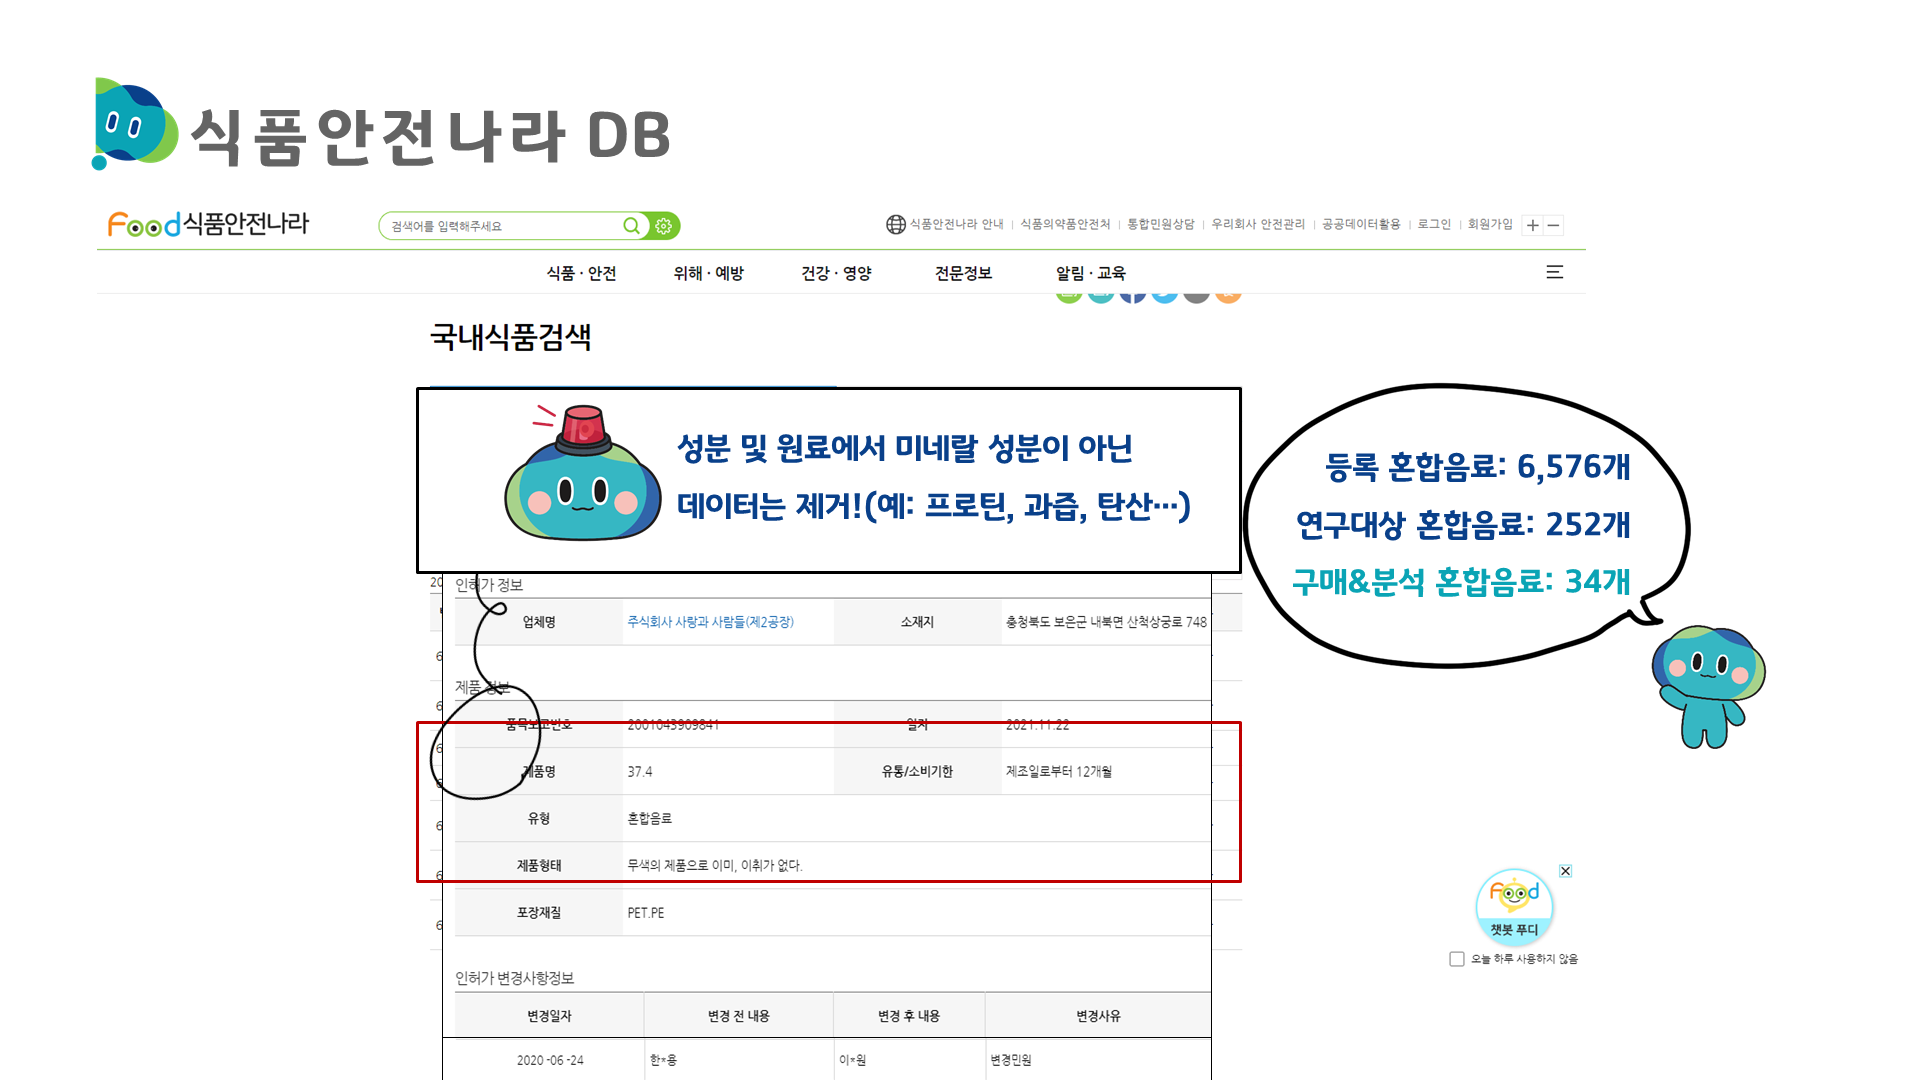 식품안전나라 DB
Food 식품안전나라
검색어를 입력해주세요
식품안전나라 안내 | 식품의약품안전처 | 통합민원상담 | 우리회사 안전관리 | 공공데이터활용 | 로그인 | 회원가입
식품 · 안전 위해 · 예방 건강 · 영양 전문정보 알림 · 교육
국내식품검색
성분 및 원료에서 미네랄 성분이 아닌
데이터는 제거!(예: 프로틴, 과즙, 탄산…)
등록 혼합음료: 6,576개
연구대상 혼합음료: 252개
구매&분석 혼합음료: 34개
인허가 정보
업체명 주식회사 사랑과 사람들(제2공장) 소재지 충청북도 보은군 내북면 산척상궁로 748
제품 정보
품목보고번호 2001043909841 일자 2021.11.22
제품명 37.4 유통/소비기한 제조일로부터 12개월
유형 혼합음료
제품형태 무색의 제품으로 이미, 이취가 없다.
포장재질 PET.PE
인허가 변경사항정보
변경일자 변경 전 내용 변경 후 내용 변경사유
2020 -06 -24 한*용 이*원 변경민원
Food
챗봇 푸디
오늘 하루 사용하지 않음